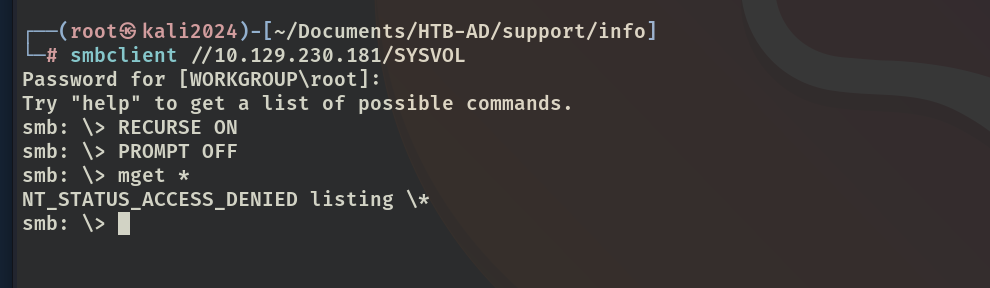 ┌──(root㉿kali2024)-[~/Documents/HTB-AD/support/info]
└─# smbclient //10.129.230.181/SYSVOL
Password for [WORKGROUP\root]:
Try "help" to get a list of possible commands.
smb: \> RECURSE ON
smb: \> PROMPT OFF
smb: \> mget *
NT_STATUS_ACCESS_DENIED listing \*
smb: \>